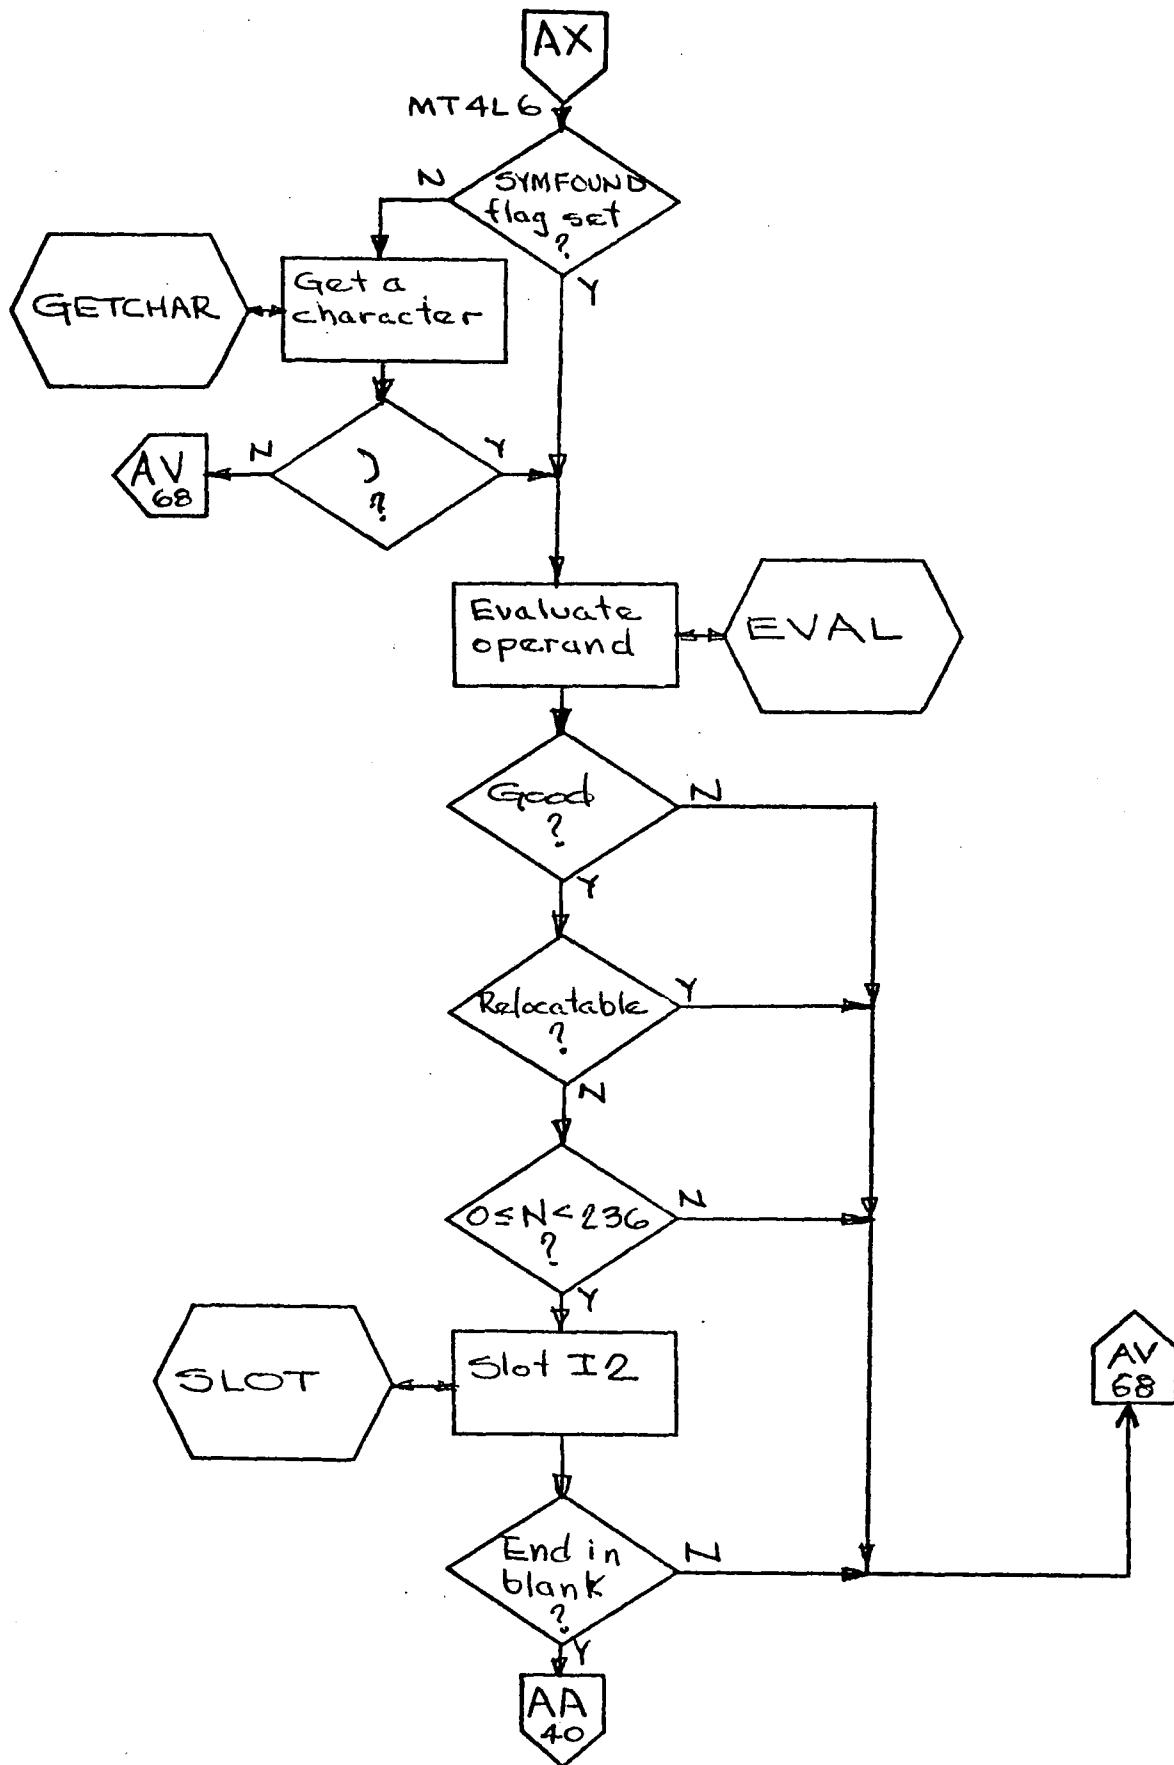 AX
MT4L6
SYMFOUND
flag set
?
N
Y
GETCHAR
Get a
character
)
?
N
Y
AV
68
Evaluate
operand
EVAL
Good
?
N
Y
Relocatable
?
Y
N
0≤N<236
?
N
Y
SLOT
Slot I2
AV
68
End in
blank
?
N
Y
AA
40